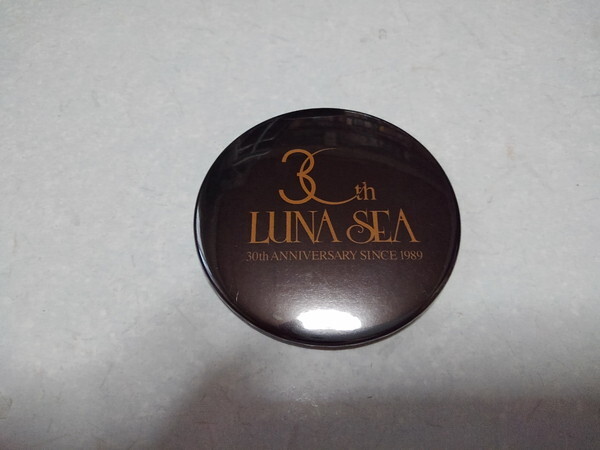 30th
LUNA SEA
30th ANNIVERSARY SINCE 1989